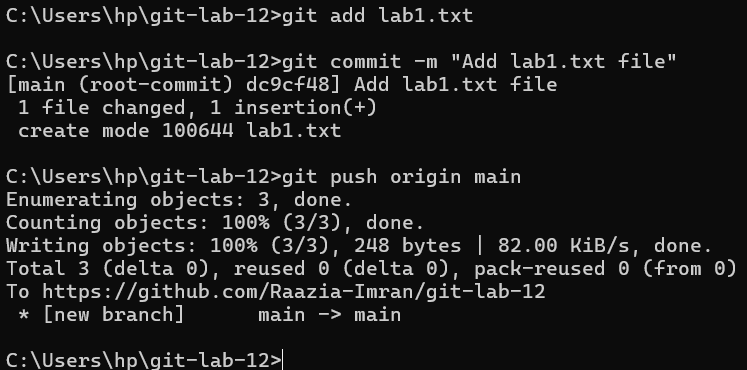 C:\Users\hp\git-lab-12>git add lab1.txt
C:\Users\hp\git-lab-12>git commit -m "Add lab1.txt file"
[main (root-commit) dc9cf48] Add lab1.txt file
 1 file changed, 1 insertion(+)
 create mode 100644 lab1.txt
C:\Users\hp\git-lab-12>git push origin main
Enumerating objects: 3, done.
Counting objects: 100% (3/3), done.
Writing objects: 100% (3/3), 248 bytes | 82.00 KiB/s, done.
Total 3 (delta 0), reused 0 (delta 0), pack-reused 0 (from 0)
To https://github.com/Raazia-Imran/git-lab-12
 * [new branch]      main -> main
C:\Users\hp\git-lab-12>